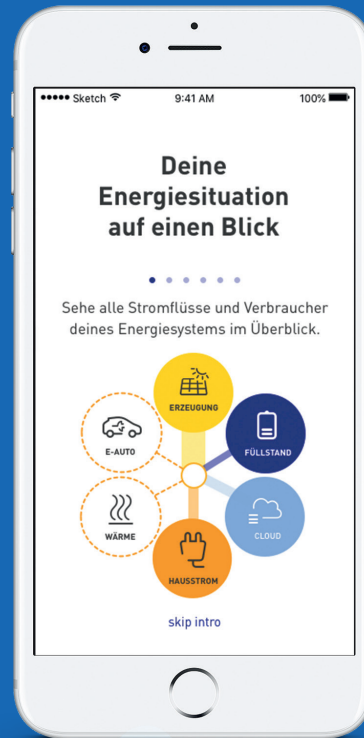 Sketch 9:41 AM 100%
Deine
Energiesituation
auf einen Blick
Sehe alle Stromflüsse und Verbraucher
deines Energiesystems im Überblick.
ERZEUGUNG
E-AUTO
FÜLLSTAND
WÄRME
CLOUD
HAUSSTROM
skip intro